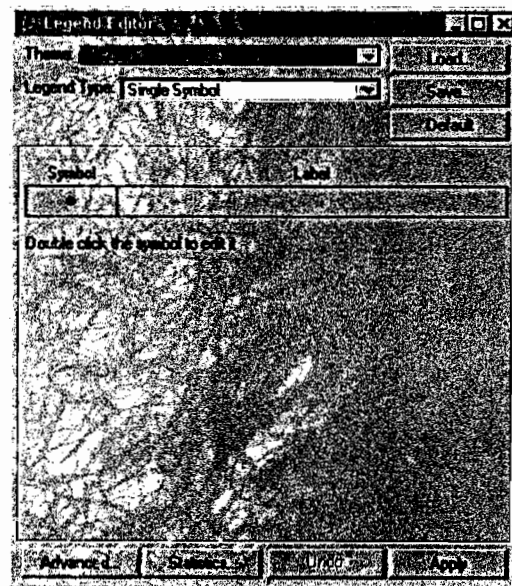 Legend Editor
Theme:
Load...
Legend Type: Single Symbol
Save...
Default
Symbol Label
Double click the symbol to edit it
Advanced... Statistics... Undo Apply